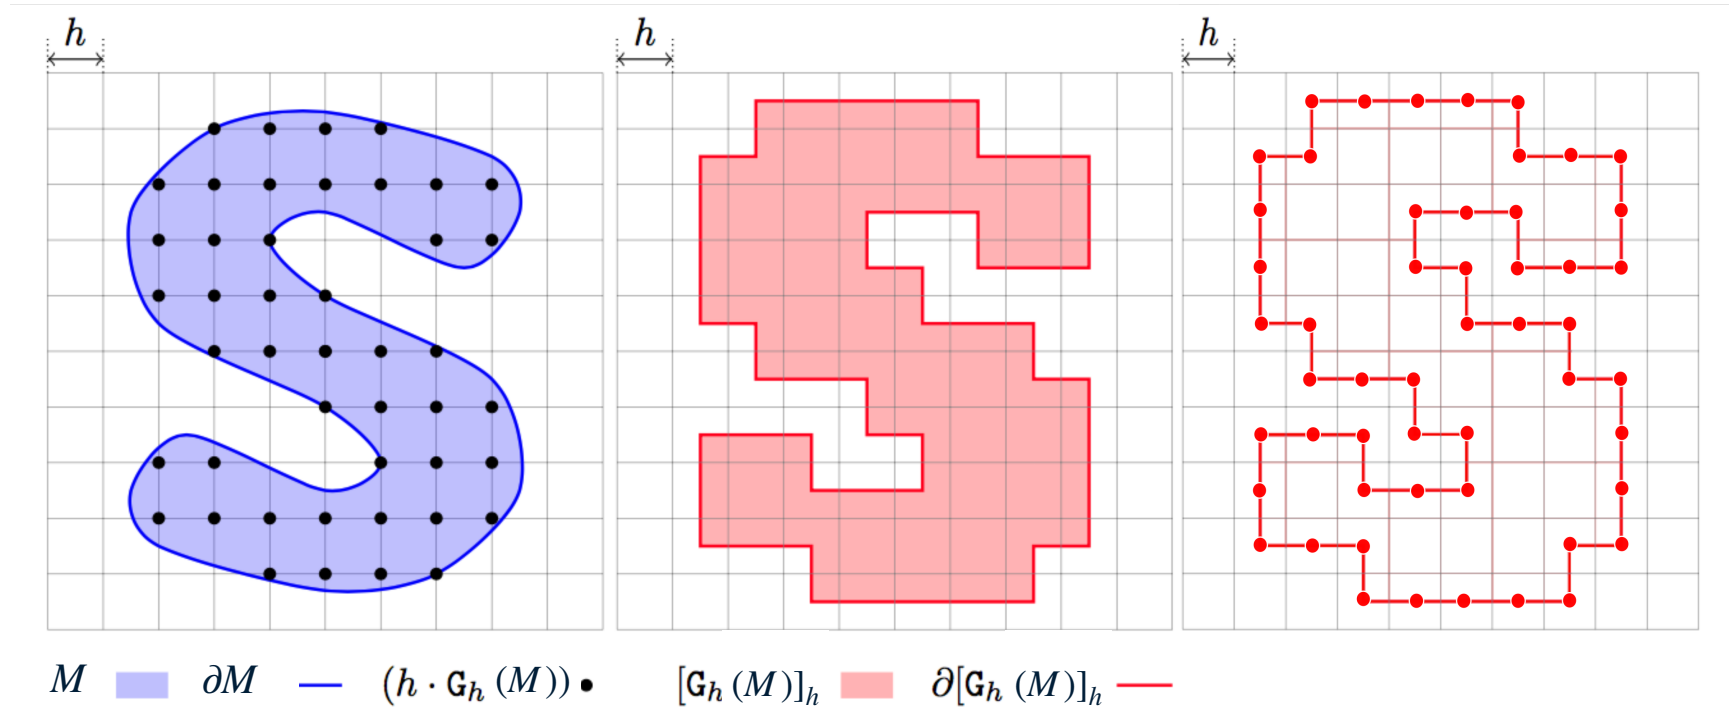 h h h
M ∂M (h · G_h (M)) [G_h (M)]_h ∂[G_h (M)]_h